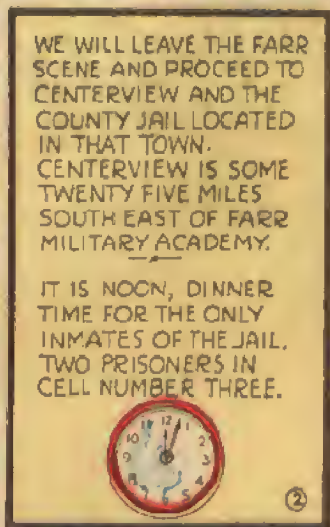 WE WILL LEAVE THE FARR
SCENE AND PROCEED TO
CENTERVIEW AND THE
COUNTY JAIL LOCATED
IN THAT TOWN.
CENTERVIEW IS SOME
TWENTY FIVE MILES
SOUTH EAST OF FARR
MILITARY ACADEMY.
IT IS NOON, DINNER
TIME FOR THE ONLY
INMATES OF THE JAIL.
TWO PRISONERS IN
CELL NUMBER THREE.
11 12 1
10 2
9 3
8 4
7 6 5
2